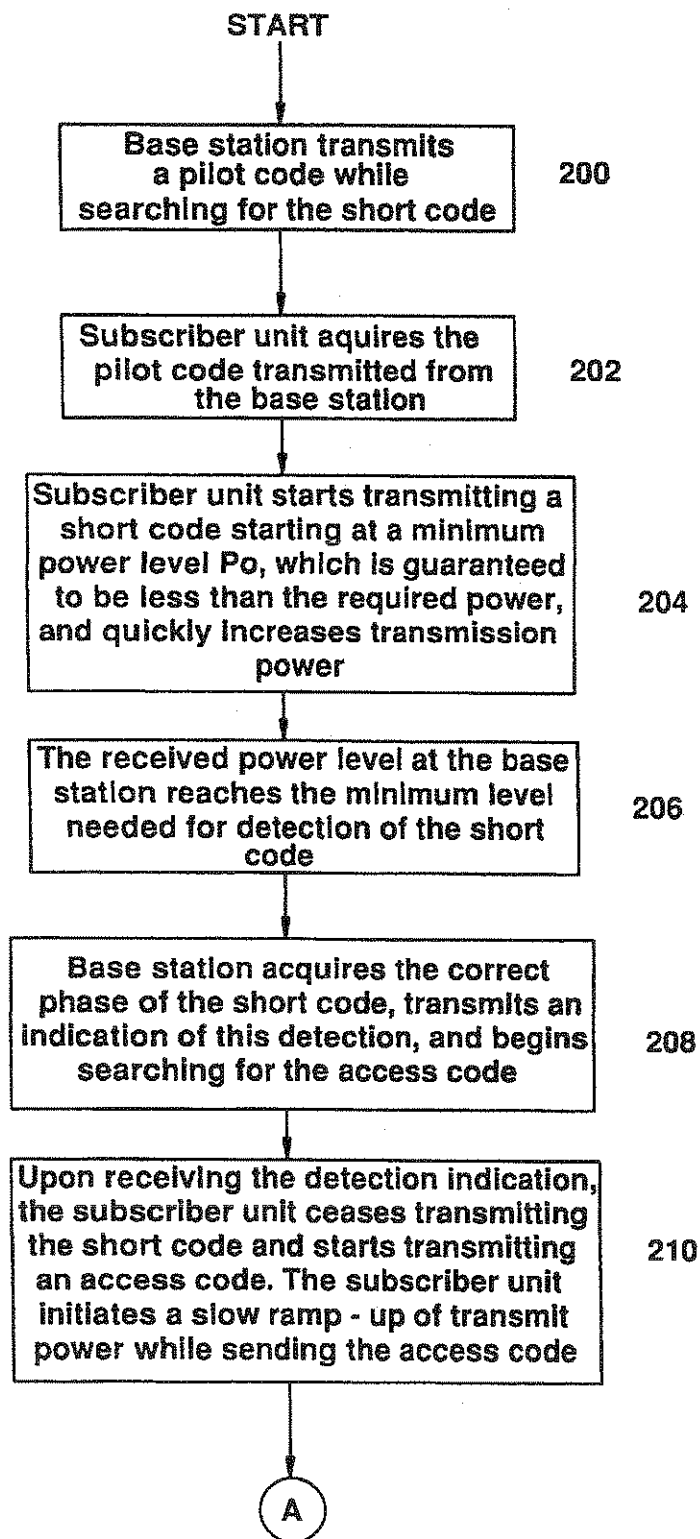 START
Base station transmits
a pilot code while
searching for the short code
200
Subscriber unit aquires the
pilot code transmitted from
the base station
202
Subscriber unit starts transmitting a
short code starting at a minimum
power level Po, which is guaranteed
to be less than the required power,
and quickly increases transmission
power
204
The received power level at the base
station reaches the minimum level
needed for detection of the short
code
206
Base station acquires the correct
phase of the short code, transmits an
indication of this detection, and begins
searching for the access code
208
Upon receiving the detection indication,
the subscriber unit ceases transmitting
the short code and starts transmitting
an access code. The subscriber unit
initiates a slow ramp - up of transmit
power while sending the access code
210
A